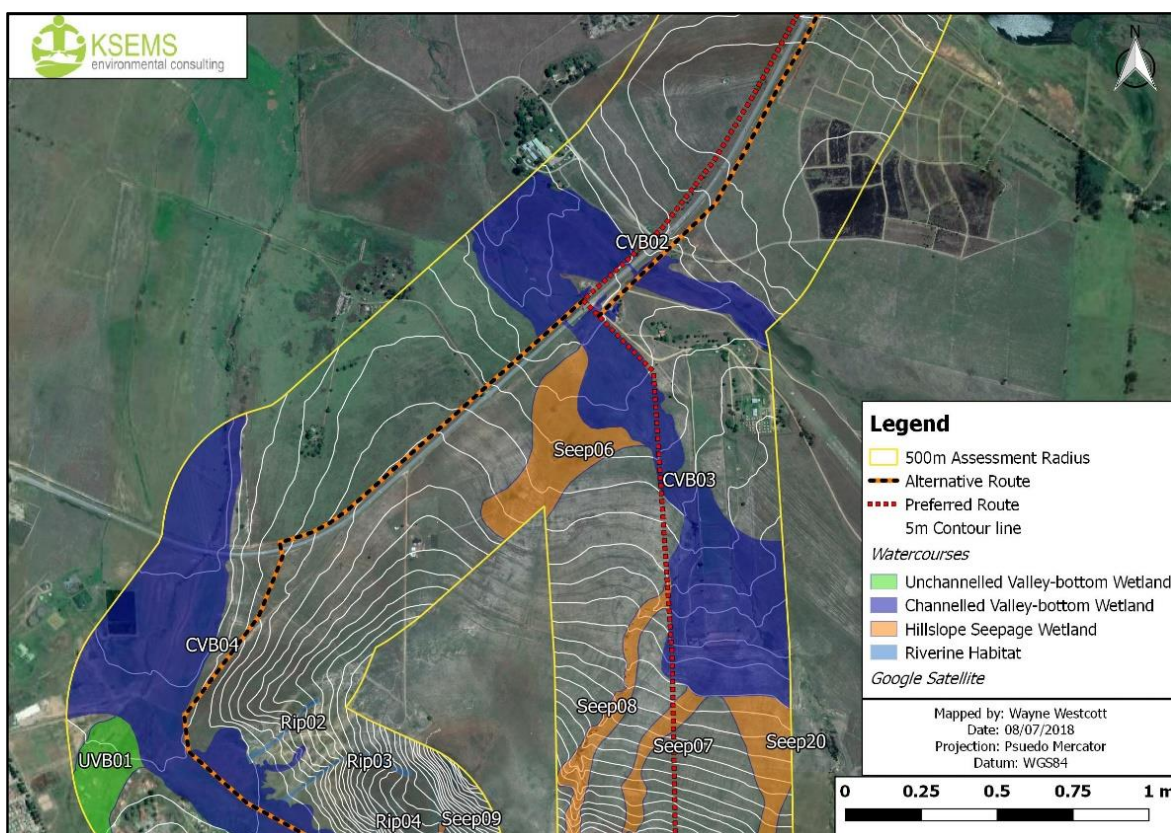 KSEMS
environmental consulting
N
CVB02
Seep06
CVB03
CVB04
Rip02
Seep08
Rip03
Seep07
Seep20
UVB01
Rip04
Seep09
Legend
500m Assessment Radius
Alternative Route
Preferred Route
5m Contour line
Watercourses
Unchannelled Valley-bottom Wetland
Channelled Valley-bottom Wetland
Hillslope Seepage Wetland
Riverine Habitat
Google Satellite
Mapped by: Wayne Westcott
Date: 08/07/2018
Projection: Psuedo Mercator
Datum: WGS84
0 0.25 0.5 0.75 1 m